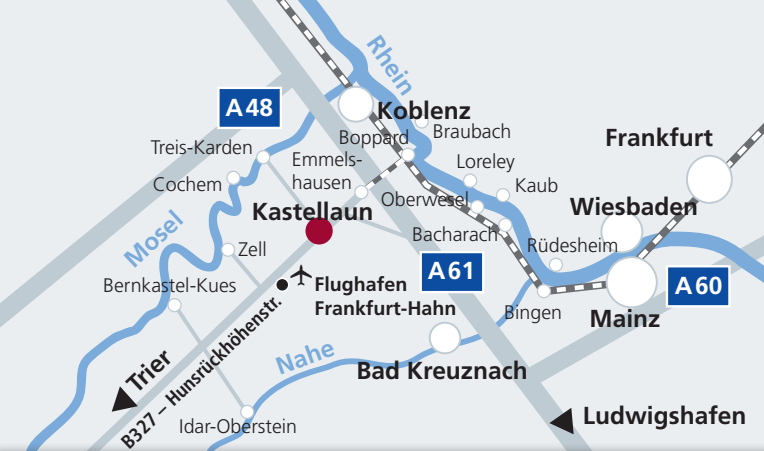 Rhein
A48
Koblenz
Boppard
Braubach
Frankfurt
Treis-Karden
Emmels-
hausen
Loreley
Cochem
Kaub
Oberwesel
Kastellaun
Wiesbaden
Mosel
Bacharach
Rüdesheim
Zell
A61
Bernkastel-Kues
Flughafen
Frankfurt-Hahn
A60
Bingen
Mainz
Nahe
Trier
Bad Kreuznach
B327 – Hunsrückhöhenstr.
Ludwigshafen
Idar-Oberstein